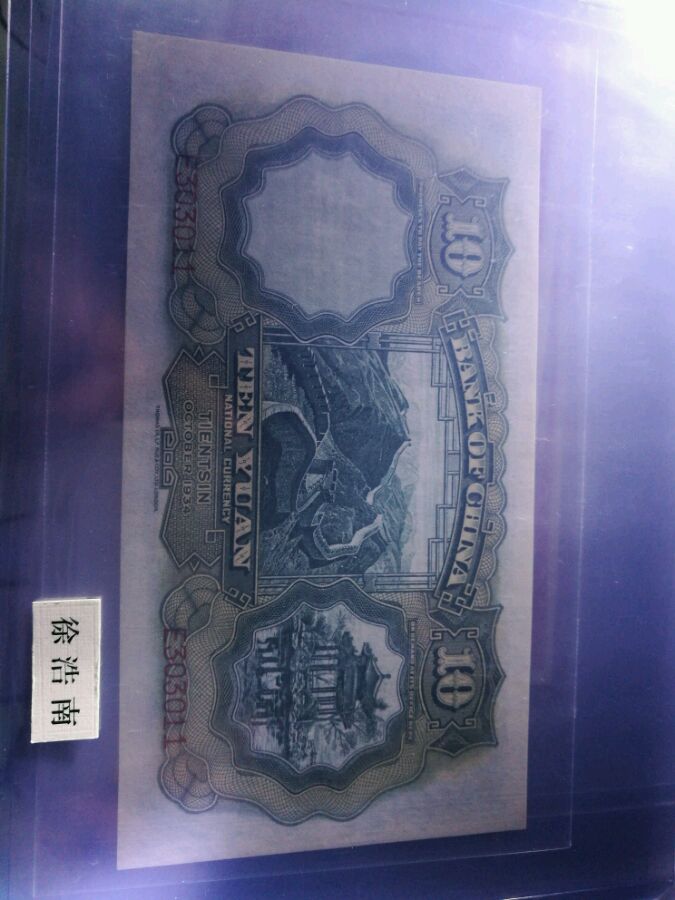 BANK OF CHINA
10
10
TEN YUAN
NATIONAL CURRENCY
TIENTSIN
OCTOBER 1934
E303011
E303011
徐浩南